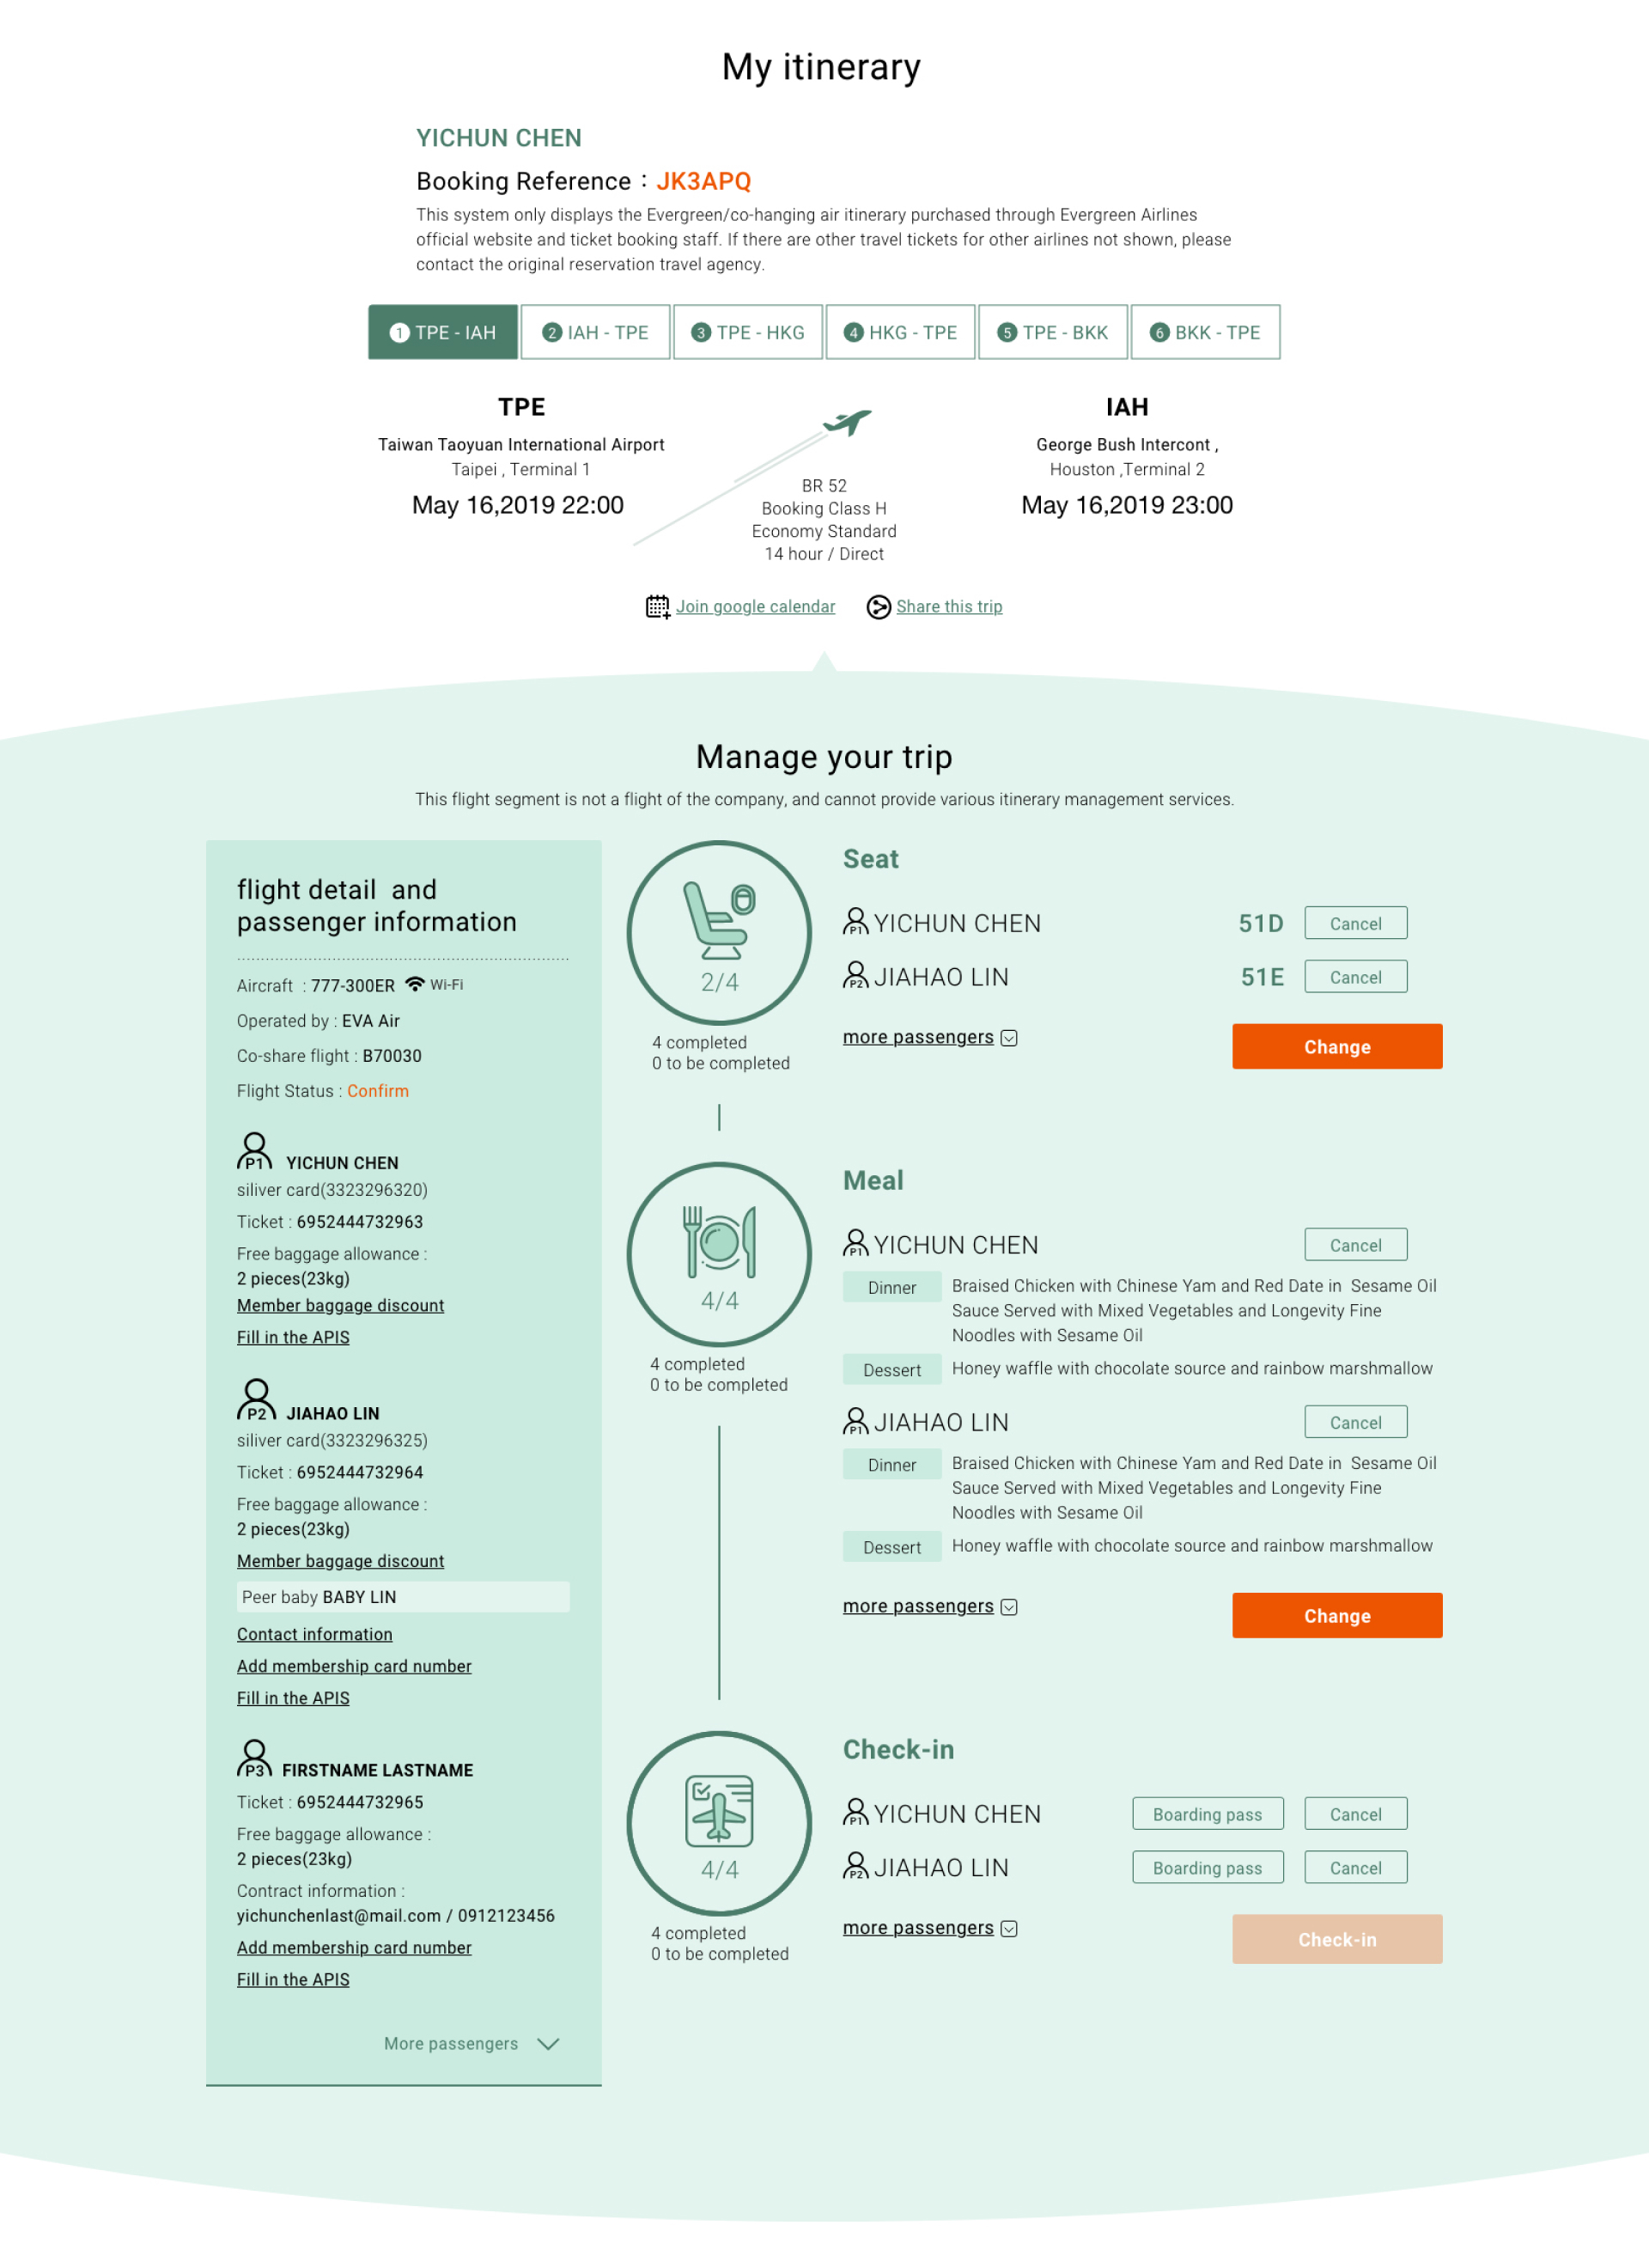 My itinerary
YICHUN CHEN
Booking Reference：JK3APQ
This system only displays the Evergreen/co-hanging air itinerary purchased through Evergreen Airlines
official website and ticket booking staff. If there are other travel tickets for other airlines not shown, please
contact the original reservation travel agency.
1 TPE - IAH
2 IAH - TPE
3 TPE - HKG
4 HKG - TPE
5 TPE - BKK
6 BKK - TPE
TPE
Taiwan Taoyuan International Airport
Taipei , Terminal 1
May 16,2019 22:00
BR 52
Booking Class H
Economy Standard
14 hour / Direct
IAH
George Bush Intercont ,
Houston ,Terminal 2
May 16,2019 23:00
Join google calendar
Share this trip
Manage your trip
This flight segment is not a flight of the company, and cannot provide various itinerary management services.
flight detail  and
passenger information
Aircraft  : 777-300ER Wi-Fi
Operated by : EVA Air
Co-share flight : B70030
Flight Status : Confirm
P1 YICHUN CHEN
siliver card(3323296320)
Ticket : 6952444732963
Free baggage allowance :
2 pieces(23kg)
Member baggage discount
Fill in the APIS
P2 JIAHAO LIN
siliver card(3323296325)
Ticket : 6952444732964
Free baggage allowance :
2 pieces(23kg)
Member baggage discount
Peer baby BABY LIN
Contact information
Add membership card number
Fill in the APIS
P3 FIRSTNAME LASTNAME
Ticket : 6952444732965
Free baggage allowance :
2 pieces(23kg)
Contract information :
yichunchenlast@mail.com / 0912123456
Add membership card number
Fill in the APIS
More passengers
2/4
4 completed
0 to be completed
Seat
P1 YICHUN CHEN 51D Cancel
P2 JIAHAO LIN 51E Cancel
more passengers
Change
4/4
4 completed
0 to be completed
Meal
P1 YICHUN CHEN Cancel
Dinner
Braised Chicken with Chinese Yam and Red Date in  Sesame Oil
Sauce Served with Mixed Vegetables and Longevity Fine
Noodles with Sesame Oil
Dessert
Honey waffle with chocolate source and rainbow marshmallow
P1 JIAHAO LIN Cancel
Dinner
Braised Chicken with Chinese Yam and Red Date in  Sesame Oil
Sauce Served with Mixed Vegetables and Longevity Fine
Noodles with Sesame Oil
Dessert
Honey waffle with chocolate source and rainbow marshmallow
more passengers
Change
4/4
4 completed
0 to be completed
Check-in
P1 YICHUN CHEN Boarding pass Cancel
P2 JIAHAO LIN Boarding pass Cancel
more passengers
Check-in